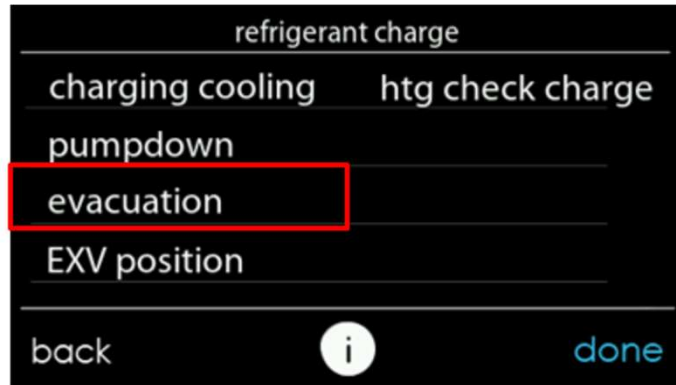 refrigerant charge
charging cooling htg check charge
pumpdown
evacuation
EXV position
back i done